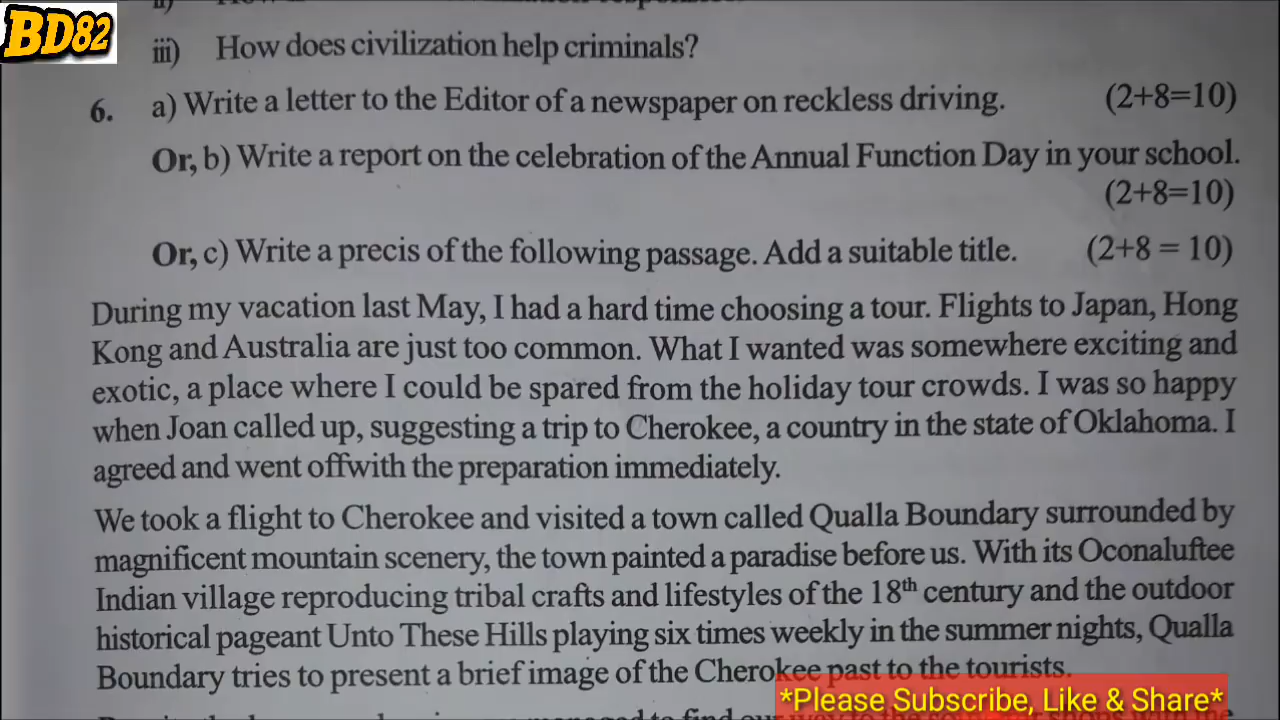 BD82
iii) How does civilization help criminals?
6. a) Write a letter to the Editor of a newspaper on reckless driving. (2+8=10)
Or, b) Write a report on the celebration of the Annual Function Day in your school.
(2+8=10)
Or, c) Write a precis of the following passage. Add a suitable title. (2+8 = 10)
During my vacation last May, I had a hard time choosing a tour. Flights to Japan, Hong
Kong and Australia are just too common. What I wanted was somewhere exciting and
exotic, a place where I could be spared from the holiday tour crowds. I was so happy
when Joan called up, suggesting a trip to Cherokee, a country in the state of Oklahoma. I
agreed and went offwith the preparation immediately.
We took a flight to Cherokee and visited a town called Qualla Boundary surrounded by
magnificent mountain scenery, the town painted a paradise before us. With its Oconaluftee
Indian village reproducing tribal crafts and lifestyles of the 18th century and the outdoor
historical pageant Unto These Hills playing six times weekly in the summer nights, Qualla
Boundary tries to present a brief image of the Cherokee past to the tourists.
*Please Subscribe, Like & Share*